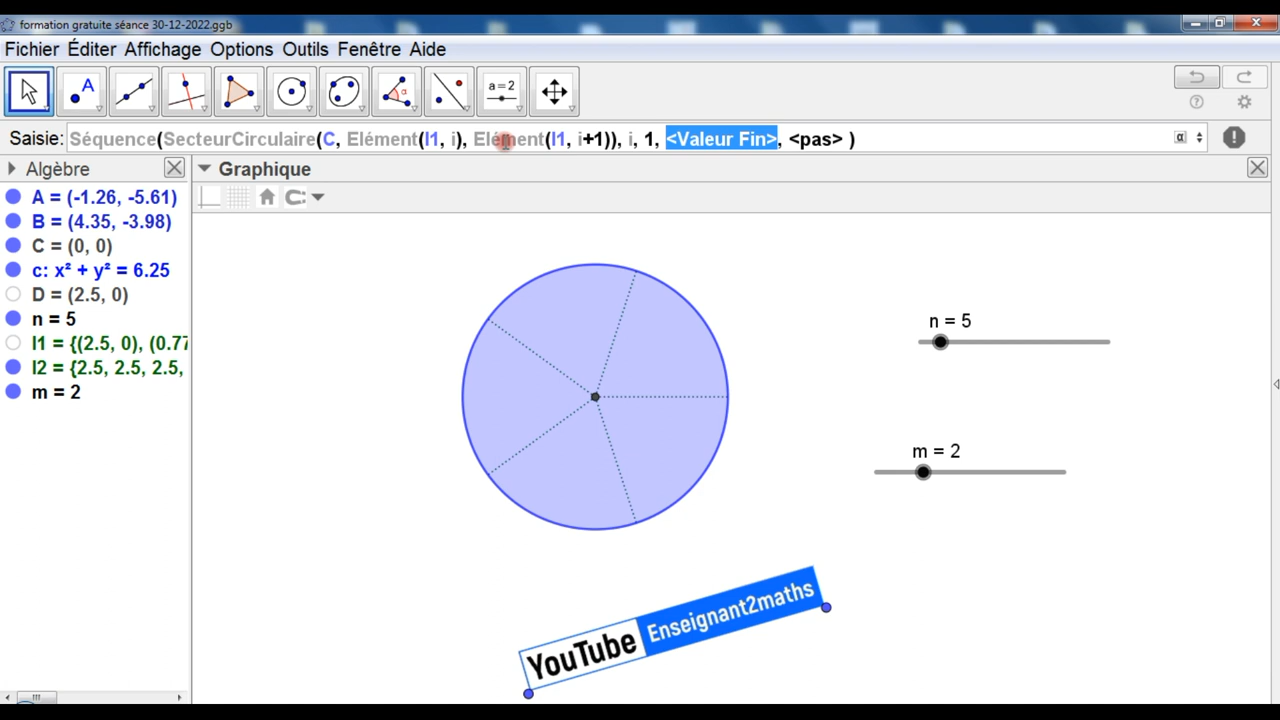 formation gratuite séance 30-12-2022.ggb
Fichier Éditer Affichage Options Outils Fenêtre Aide
A
α
a = 2
Saisie: Séquence(SecteurCirculaire(C, Elément(l1, i), Elément(l1, i+1)), i, 1, <Valeur Fin>, <pas> )
α
Algèbre
Graphique
A = (-1.26, -5.61)
B = (4.35, -3.98)
C = (0, 0)
c: x² + y² = 6.25
D = (2.5, 0)
n = 5
l1 = {(2.5, 0), (0.77
l2 = {2.5, 2.5, 2.5,
m = 2
n = 5
m = 2
YouTube Enseignant2maths